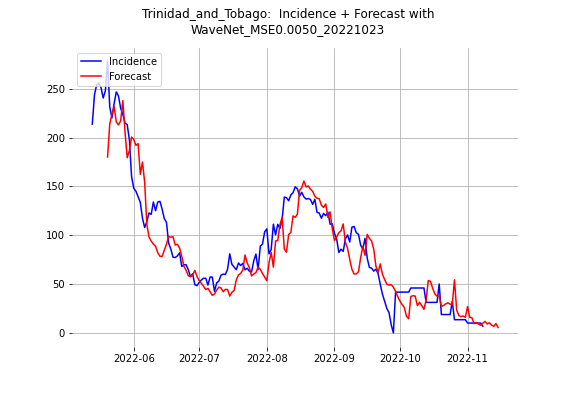 Trinidad_and_Tobago:  Incidence + Forecast with
WaveNet_MSE0.0050_20221023
Incidence
Forecast
250
200
150
100
50
0
2022-06 2022-07 2022-08 2022-09 2022-10 2022-11